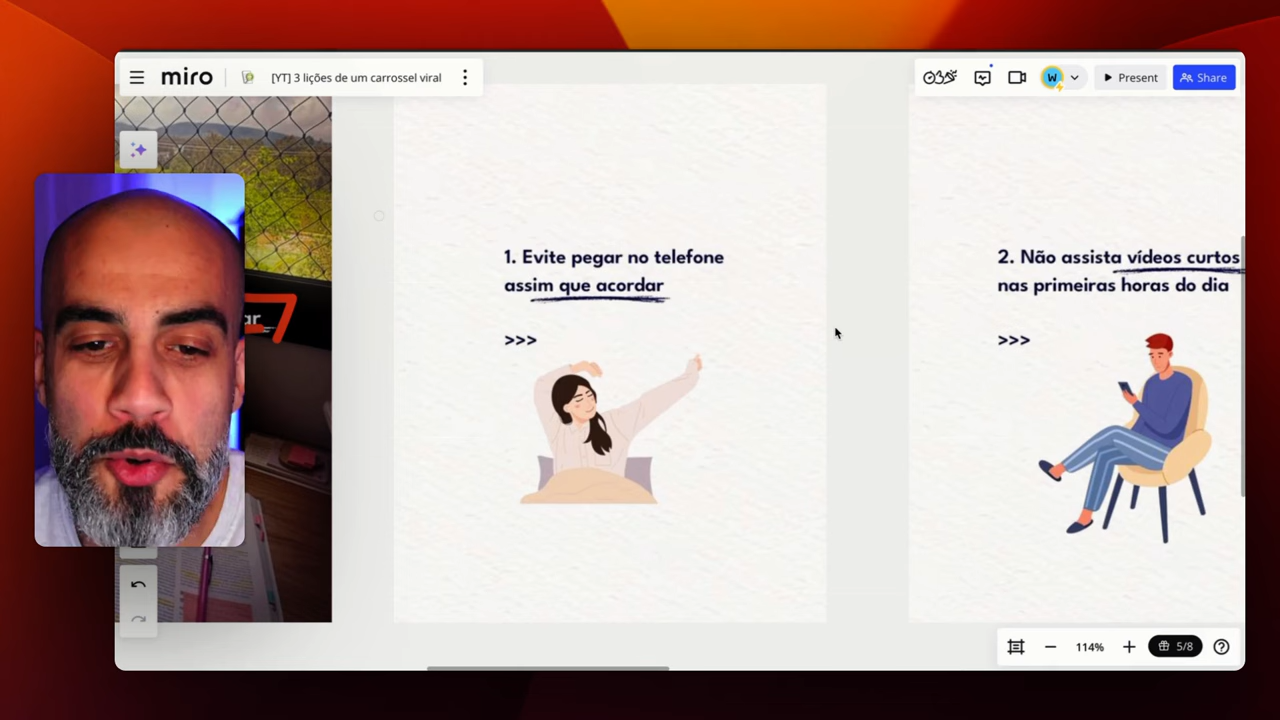 miro
[YT] 3 lições de um carrossel viral
W
Present
Share
ar
1. Evite pegar no telefone
assim que acordar
>>>
2. Não assista vídeos curtos
nas primeiras horas do dia
>>>
114%
5/8